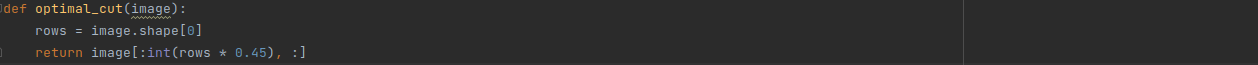 def optimal_cut(image):
    rows = image.shape[0]
    return image[:int(rows * 0.45), :]